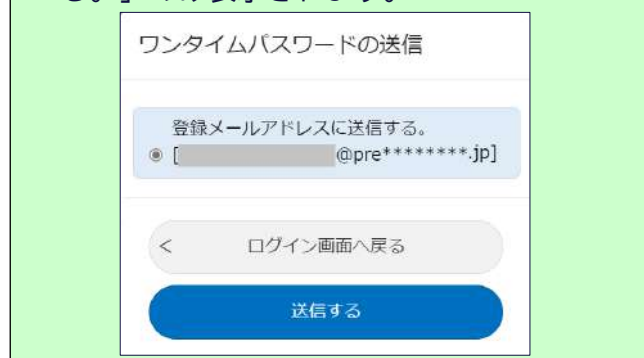 ワンタイムパスワードの送信
登録メールアドレスに送信する。
[ @pre********.jp]
< ログイン画面へ戻る
送信する